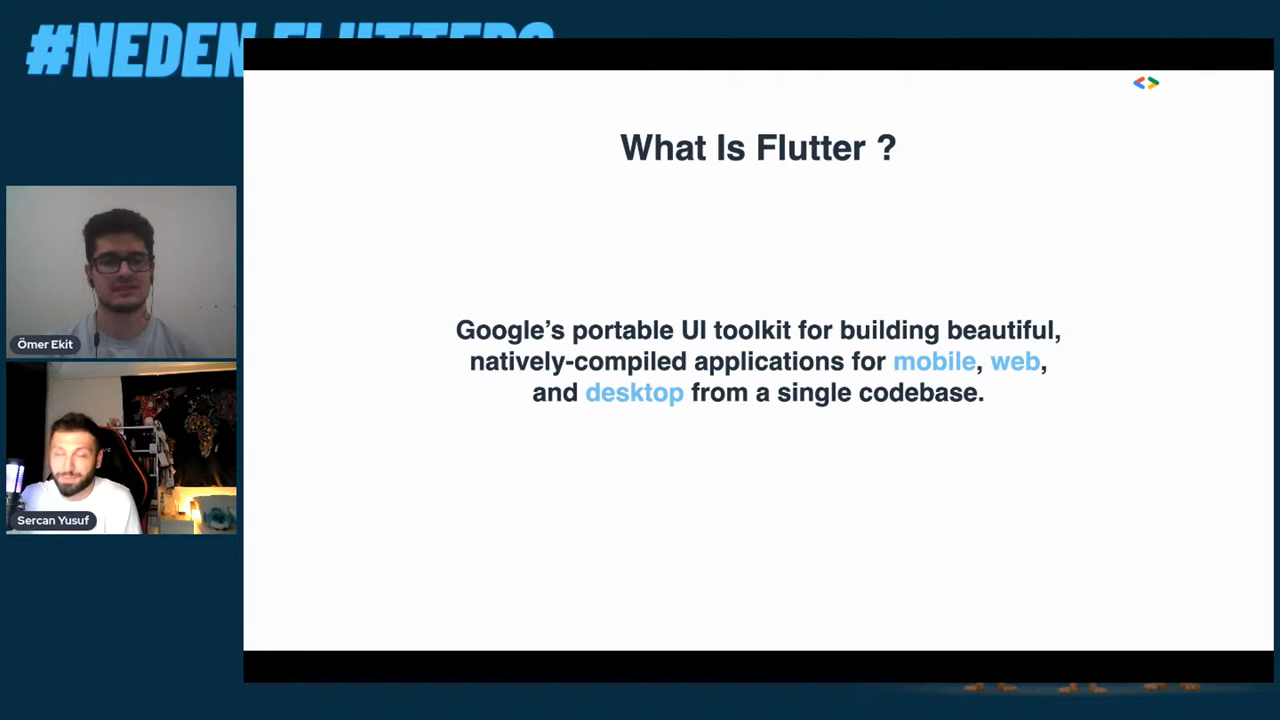 #NEDEN
What Is Flutter ?
Google’s portable UI toolkit for building beautiful,
natively-compiled applications for mobile, web,
and desktop from a single codebase.
Ömer Ekit
Sercan Yusuf